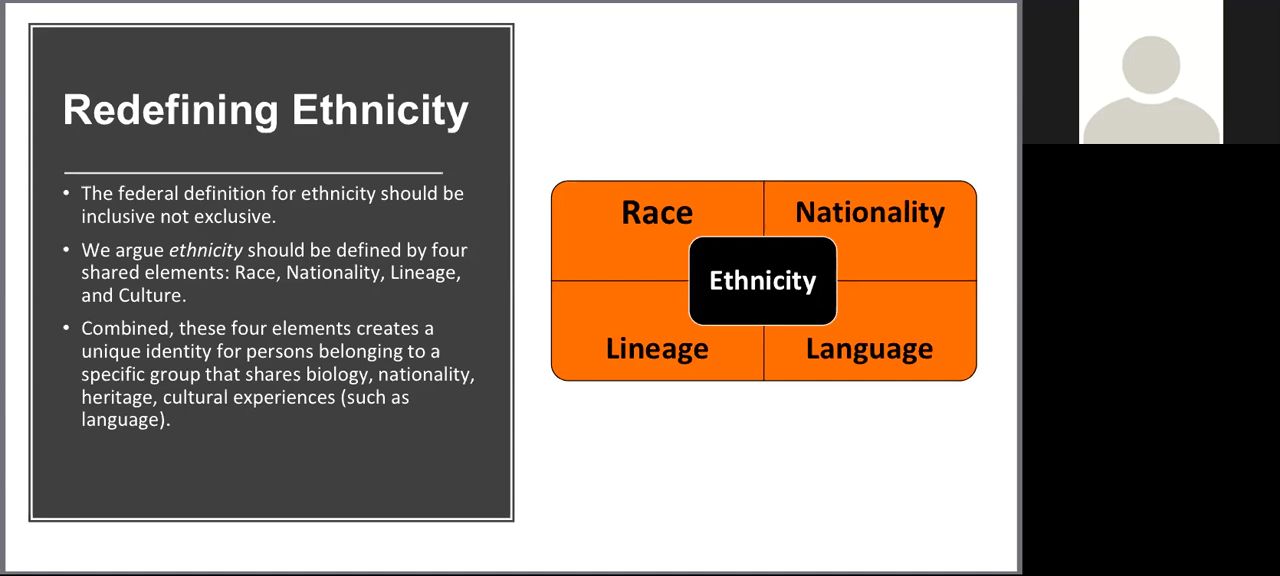 Redefining Ethnicity
• The federal definition for ethnicity should be
inclusive not exclusive.
• We argue ethnicity should be defined by four
shared elements: Race, Nationality, Lineage,
and Culture.
• Combined, these four elements creates a
unique identity for persons belonging to a
specific group that shares biology, nationality,
heritage, cultural experiences (such as
language).
Race
Nationality
Ethnicity
Lineage
Language